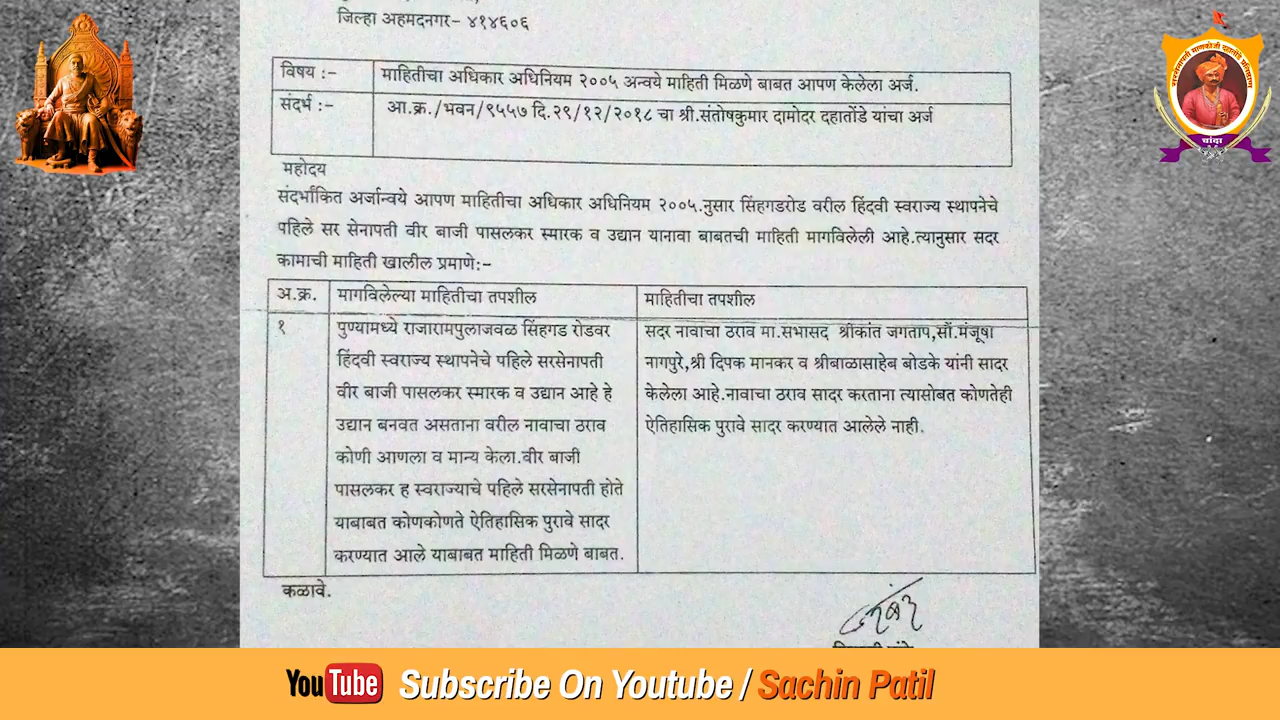 जिल्हा अहमदनगर- ४१४६०६
विषय :- माहितीचा अधिकार अधिनियम २००५ अन्वये माहिती मिळणे बाबत आपण केलेला अर्ज.
संदर्भ :- आ.क्र./भवन/९५५७ दि.२९/१२/२०१८ चा श्री.संतोषकुमार दामोदर दहातोंडे यांचा अर्ज
महोदय
संदर्भांकित अर्जान्वये आपण माहितीचा अधिकार अधिनियम २००५.नुसार सिंहगडरोड वरील हिंदवी स्वराज्य स्थापनेचे
पहिले सर सेनापती वीर बाजी पासलकर स्मारक व उद्यान यानावा बाबतची माहिती मागविलेली आहे.त्यानुसार सदर
कामाची माहिती खालील प्रमाणे:-
अ.क्र. मागविलेल्या माहितीचा तपशील माहितीचा तपशील
१
पुण्यामध्ये राजारामपुलाजवळ सिंहगड रोडवर
हिंदवी स्वराज्य स्थापनेचे पहिले सरसेनापती
वीर बाजी पासलकर स्मारक व उद्यान आहे हे
उद्यान बनवत असताना वरील नावाचा ठराव
कोणी आणला व मान्य केला.वीर बाजी
पासलकर ह स्वराज्याचे पहिले सरसेनापती होते
याबाबत कोणकोणते ऐतिहासिक पुरावे सादर
करण्यात आले याबाबत माहिती मिळणे बाबत.
सदर नावाचा ठराव मा.सभासद श्रीकांत जगताप,सौ.मंजूषा
नागपुरे,श्री दिपक मानकर व श्रीबाळासाहेब बोडके यांनी सादर
केलेला आहे.नावाचा ठराव सादर करताना त्यासोबत कोणतेही
ऐतिहासिक पुरावे सादर करण्यात आलेले नाही.
कळावे.
चांदा
YouTube Subscribe On Youtube / Sachin Patil